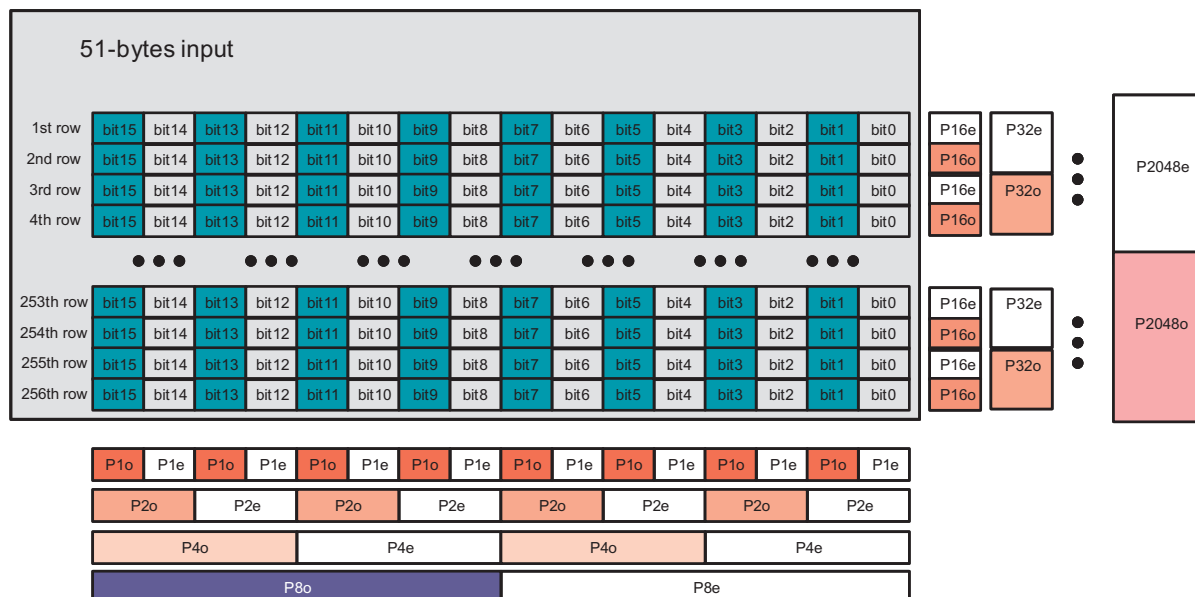 51-bytes input
1st row bit15 bit14 bit13 bit12 bit11 bit10 bit9 bit8 bit7 bit6 bit5 bit4 bit3 bit2 bit1 bit0 P16e P32e
2nd row bit15 bit14 bit13 bit12 bit11 bit10 bit9 bit8 bit7 bit6 bit5 bit4 bit3 bit2 bit1 bit0 P16o P2048e
3rd row bit15 bit14 bit13 bit12 bit11 bit10 bit9 bit8 bit7 bit6 bit5 bit4 bit3 bit2 bit1 bit0 P16e P32o
4th row bit15 bit14 bit13 bit12 bit11 bit10 bit9 bit8 bit7 bit6 bit5 bit4 bit3 bit2 bit1 bit0 P16o
253th row bit15 bit14 bit13 bit12 bit11 bit10 bit9 bit8 bit7 bit6 bit5 bit4 bit3 bit2 bit1 bit0 P16e P32e
254th row bit15 bit14 bit13 bit12 bit11 bit10 bit9 bit8 bit7 bit6 bit5 bit4 bit3 bit2 bit1 bit0 P16o P2048o
255th row bit15 bit14 bit13 bit12 bit11 bit10 bit9 bit8 bit7 bit6 bit5 bit4 bit3 bit2 bit1 bit0 P16e P32o
256th row bit15 bit14 bit13 bit12 bit11 bit10 bit9 bit8 bit7 bit6 bit5 bit4 bit3 bit2 bit1 bit0 P16o
P1o P1e P1o P1e P1o P1e P1o P1e P1o P1e P1o P1e P1o P1e P1o P1e
P2o P2e P2o P2e P2o P2e P2o P2e
P4o P4e P4o P4e
P8o P8e